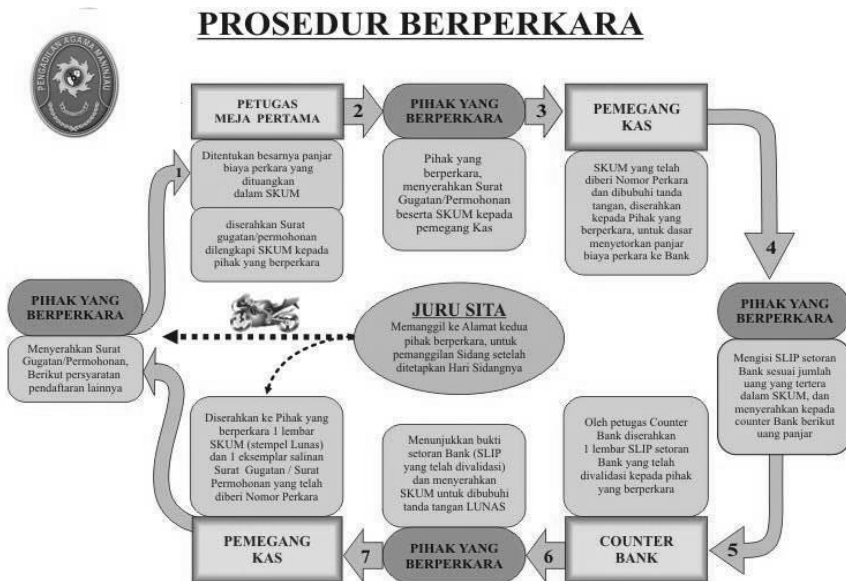 PROSEDUR BERPERKARA
PENGADILAN AGAMA MANINJAU
PIHAK YANG
BERPERKARA
Menyerahkan Surat
Gugatan/Permohonan,
Berikut persyaratan
pendaftaran lainnya
1
PETUGAS
MEJA PERTAMA
Ditentukan besarnya panjar
biaya perkara yang
dituangkan
dalam SKUM
diserahkan Surat
gugatan/permohonan
dilengkapi SKUM kepada
pihak yang berperkara
2
PIHAK YANG
BERPERKARA
Pihak yang
berperkara,
menyerahkan Surat
Gugatan/Permohonan
beserta SKUM kepada
pemegang Kas
3
PEMEGANG
KAS
SKUM yang telah
diberi Nomor Perkara
dan dibubuhi tanda
tangan, diserahkan
kepada Pihak yang
berperkara, untuk dasar
menyetorkan panjar
biaya perkara ke Bank
4
PIHAK YANG
BERPERKARA
Mengisi SLIP setoran
Bank sesuai jumlah
uang yang tertera
dalam SKUM, dan
menyerahkan kepada
counter Bank berikut
uang panjar
5
Oleh petugas Counter
Bank diserahkan
1 lembar SLIP setoran
Bank yang telah
divalidasi kepada pihak
yang berperkara
COUNTER
BANK
6
Menunjukkan bukti
setoran Bank (SLIP
yang telah divalidasi)
dan menyerahkan
SKUM untuk dibubuhi
tanda tangan LUNAS
PIHAK YANG
BERPERKARA
7
Diserahkan ke Pihak yang
berperkara 1 lembar
SKUM (stempel Lunas)
dan 1 eksemplar salinan
Surat Gugatan / Surat
Permohonan yang telah
diberi Nomor Perkara
PEMEGANG
KAS
JURU SITA
Memanggil ke Alamat kedua
pihak berperkara, untuk
pemanggilan Sidang setelah
ditetapkan Hari Sidangnya